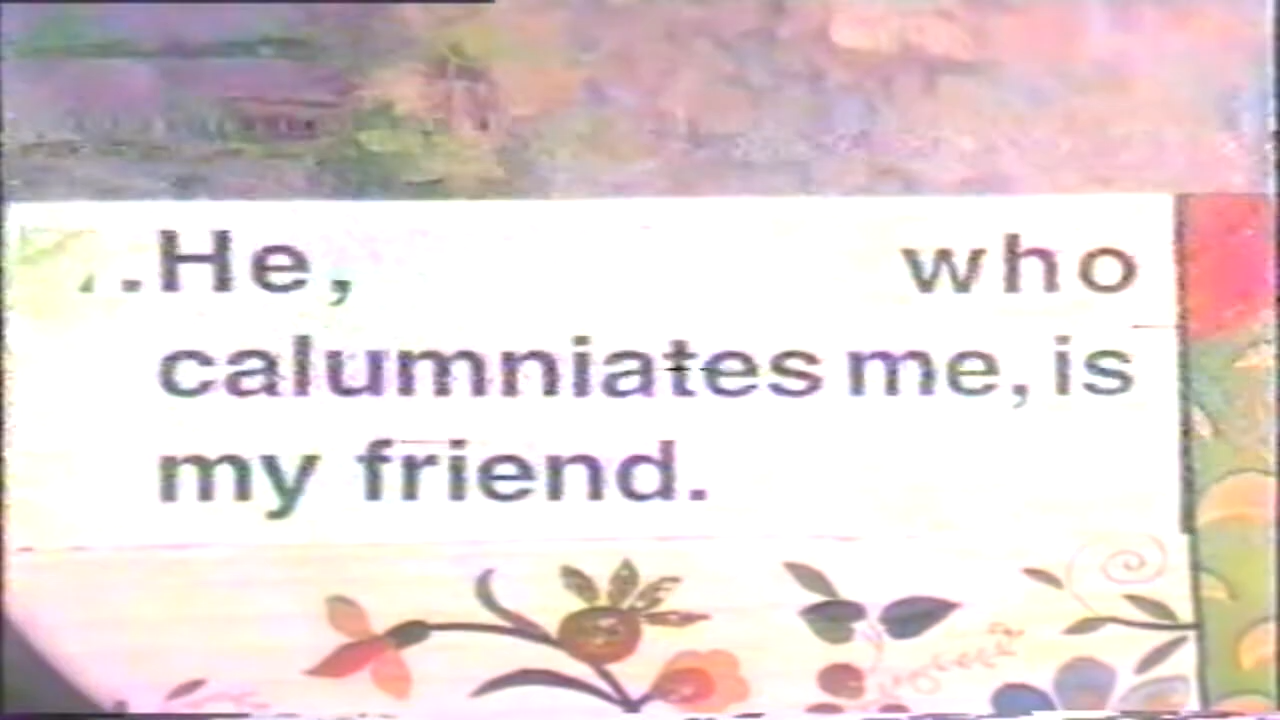 .He, who
calumniates me, is
my friend.